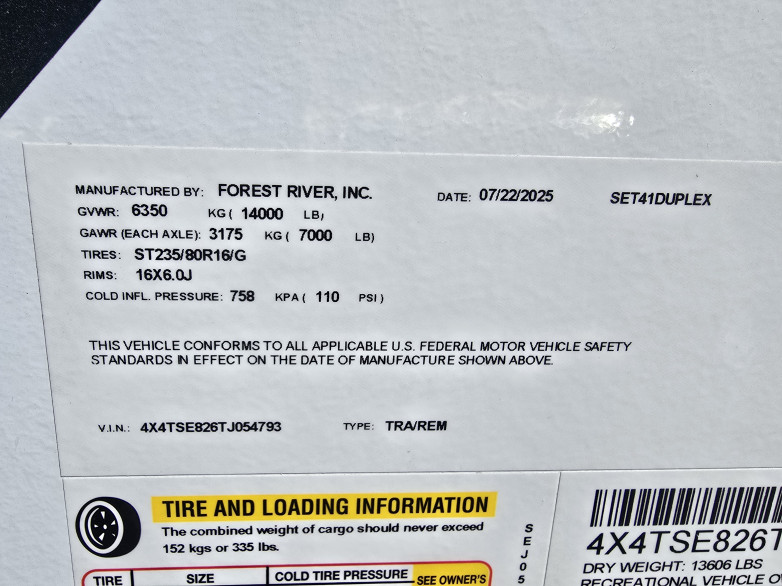 MANUFACTURED BY: FOREST RIVER, INC. DATE: 07/22/2025 SET41DUPLEX
GVWR: 6350 KG ( 14000 LB)
GAWR (EACH AXLE): 3175 KG ( 7000 LB)
TIRES: ST235/80R16/G
RIMS: 16X6.0J
COLD INFL. PRESSURE: 758 KPA ( 110 PSI )
THIS VEHICLE CONFORMS TO ALL APPLICABLE U.S. FEDERAL MOTOR VEHICLE SAFETY
STANDARDS IN EFFECT ON THE DATE OF MANUFACTURE SHOWN ABOVE.
V.I.N.: 4X4TSE826TJ054793 TYPE: TRA/REM
TIRE AND LOADING INFORMATION
The combined weight of cargo should never exceed
152 kgs or 335 lbs.
TIRE SIZE COLD TIRE PRESSURE SEE OWNER'S
S
E
J
0
5
4X4TSE826T
DRY WEIGHT: 13606 LBS
RECREATIONAL VEHICLE O